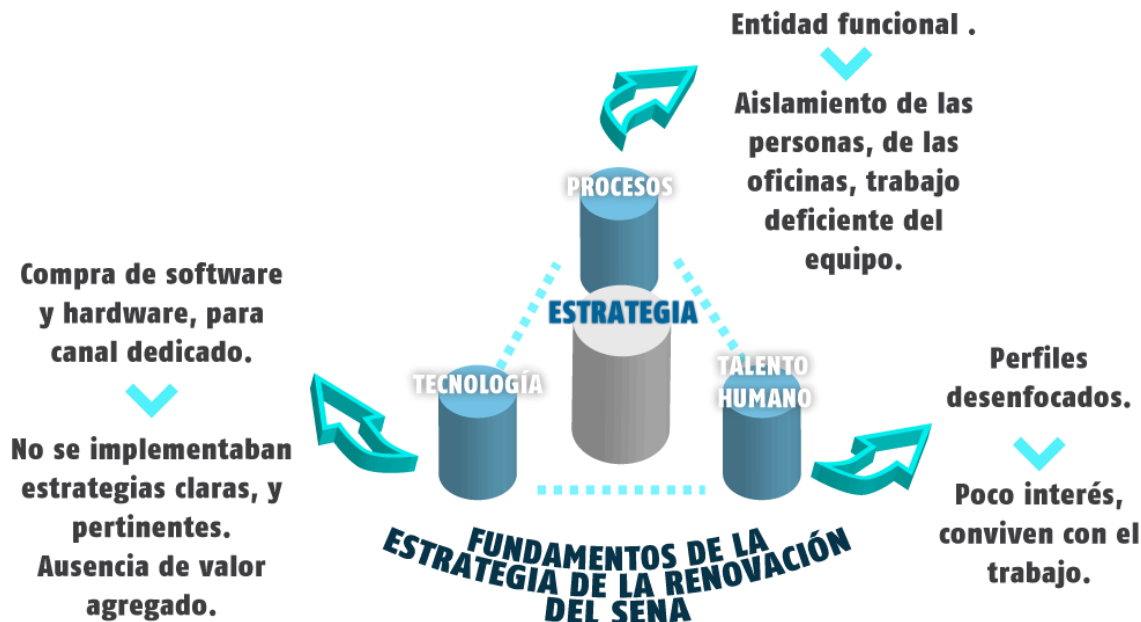 Entidad funcional .
Aislamiento de las
personas, de las
oficinas, trabajo
deficiente del
equipo.
PROCESOS
ESTRATEGIA
TECNOLOGÍA
TALENTO
HUMANO
Compra de software
y hardware, para
canal dedicado.
No se implementaban
estrategias claras, y
pertinentes.
Ausencia de valor
agregado.
Perfiles
desenfocados.
Poco interés,
conviven con el
trabajo.
FUNDAMENTOS DE LA
ESTRATEGIA DE LA RENOVACIÓN
DEL SENA